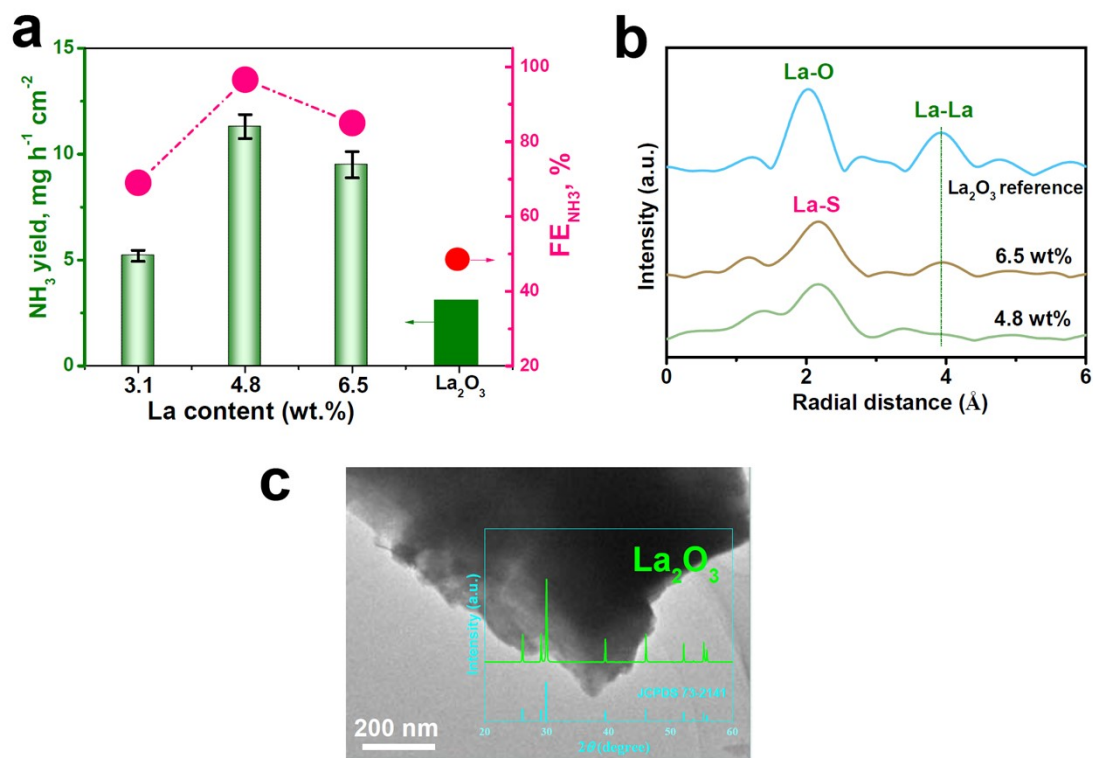 a
15
10
5
0
NH₃ yield, mg h⁻¹ cm⁻²
100
80
60
40
20
FE_NH3, %
3.1
4.8
6.5
La₂O₃
La content (wt.%)
b
La-O
La-La
La₂O₃ reference
La-S
6.5 wt%
4.8 wt%
Intensity (a.u.)
0
2
4
6
Radial distance (Å)
c
La₂O₃
Intensity (a.u.)
JCPDS 73-2141
20
30
40
50
60
2θ (degree)
200 nm